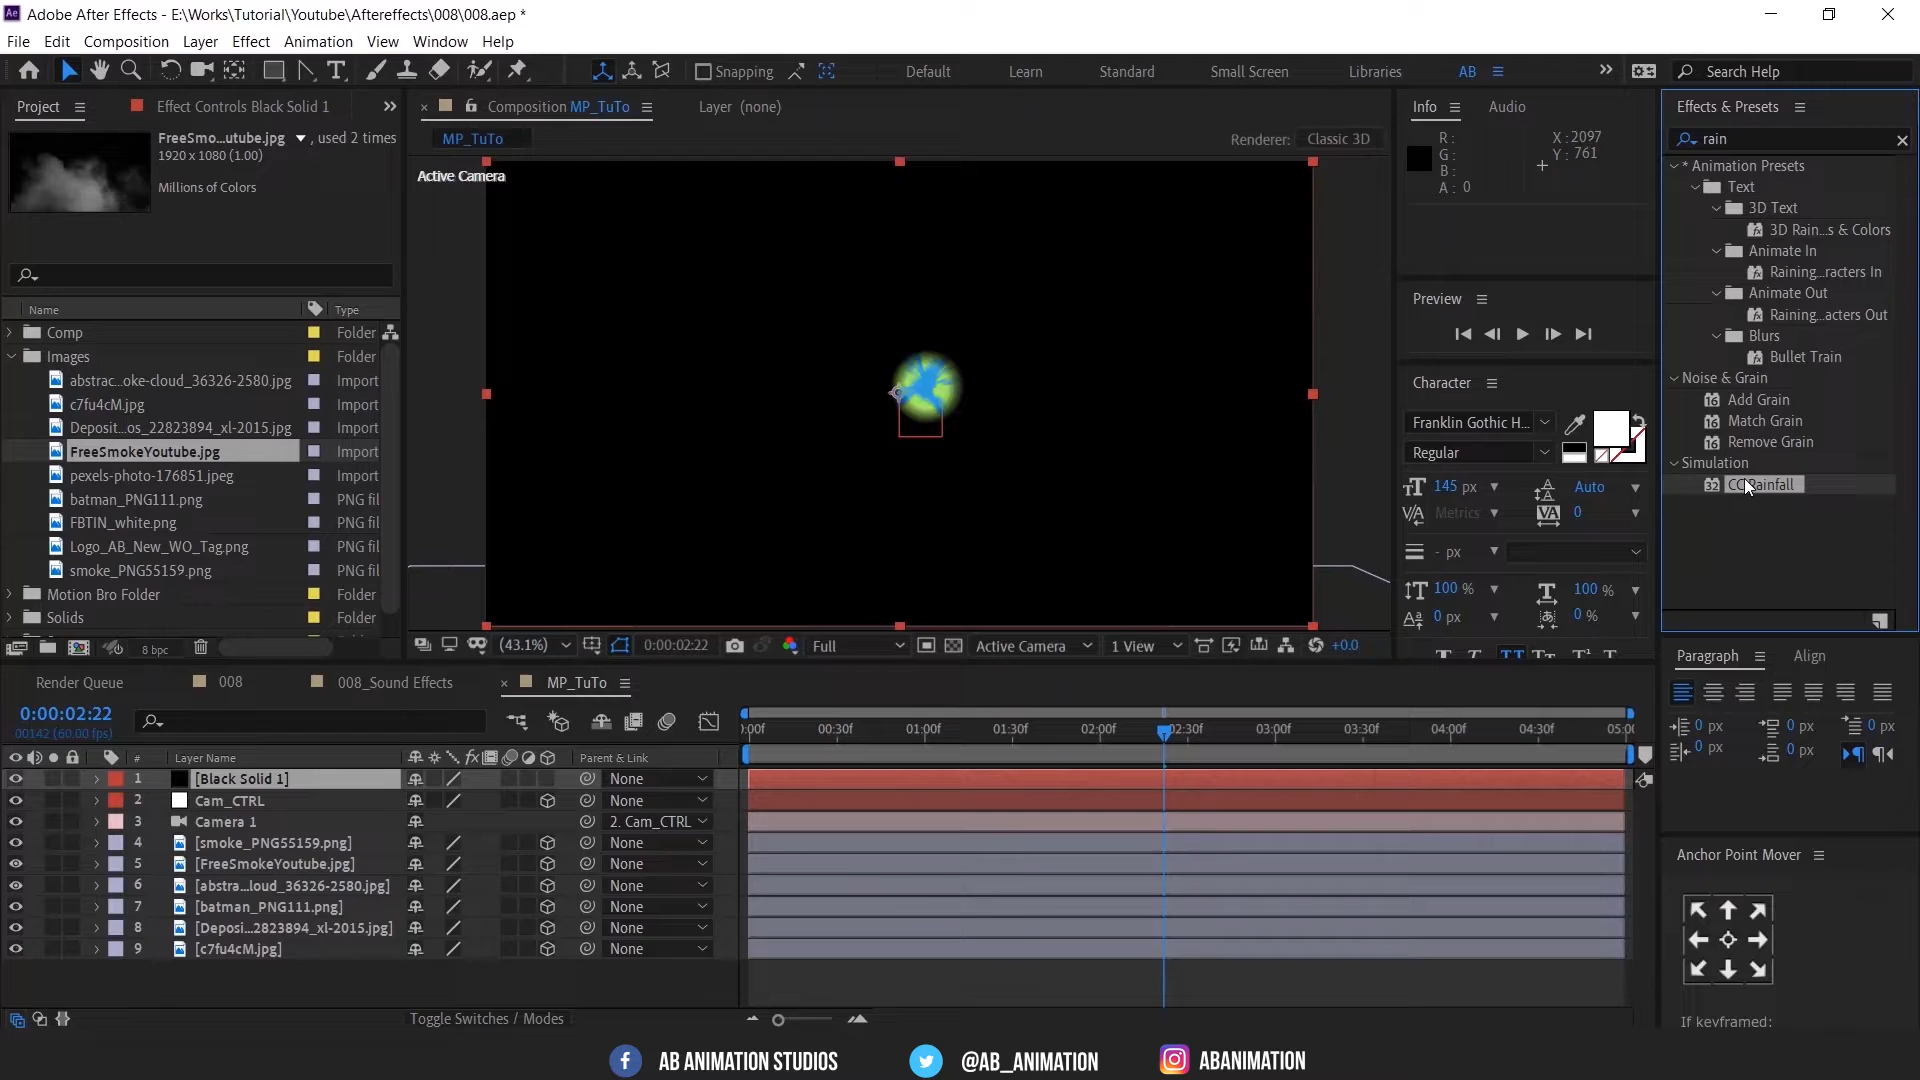 Adobe After Effects - E:\Works\Tutorial\Youtube\Aftereffects\008\008.aep *
File Edit Composition Layer Effect Animation View Window Help
Snapping Default Learn Standard Small Screen Libraries AB Search Help
Project Effect Controls Black Solid 1
FreeSmo...utube.jpg , used 2 times
1920 x 1080 (1.00)
Millions of Colors
Name Type
Comp Folder
Images Folder
abstrac...oke-cloud_36326-2580.jpg Import
c7fu4cM.jpg Import
Deposit...os_22823894_xl-2015.jpg Import
FreeSmokeYoutube.jpg Import
pexels-photo-176851.jpeg Import
batman_PNG111.png PNG fil
FBTIN_white.png PNG fil
Logo_AB_New_WO_Tag.png PNG fil
smoke_PNG55159.png PNG fil
Motion Bro Folder Folder
Solids Folder
8 bpc
Composition MP_TuTo Layer (none)
MP_TuTo Renderer: Classic 3D
Active Camera
(43.1%) 0:00:02:22 Full Active Camera 1 View +0.0
Info Audio
R: X: 2097
G: Y: 761
B:
A: 0
Preview
Character
Franklin Gothic H...
Regular
145 px Auto
Metrics 0
- px
100 % 100 %
0 px 0 %
Effects & Presets
rain
* Animation Presets
Text
3D Text
3D Rain...s & Colors
Animate In
Raining...racters In
Animate Out
Raining...acters Out
Blurs
Bullet Train
Noise & Grain
Add Grain
Match Grain
Remove Grain
Simulation
CC Rainfall
Paragraph Align
0 px 0 px 0 px
0 px 0 px
Anchor Point Mover
If keyframed:
Render Queue 008 008_Sound Effects MP_TuTo
0:00:02:22
00142 (60.00 fps)
:00f 00:30f 01:00f 01:30f 02:00f 02:30f 03:00f 03:30f 04:00f 04:30f 05:0
# Layer Name Parent & Link
1 [Black Solid 1] None
2 Cam_CTRL None
3 Camera 1 2. Cam_CTRL
4 [smoke_PNG55159.png] None
5 [FreeSmokeYoutube.jpg] None
6 [abstra...loud_36326-2580.jpg] None
7 [batman_PNG111.png] None
8 [Deposi...2823894_xl-2015.jpg] None
9 [c7fu4cM.jpg] None
Toggle Switches / Modes
AB ANIMATION STUDIOS @AB_ANIMATION ABANIMATION